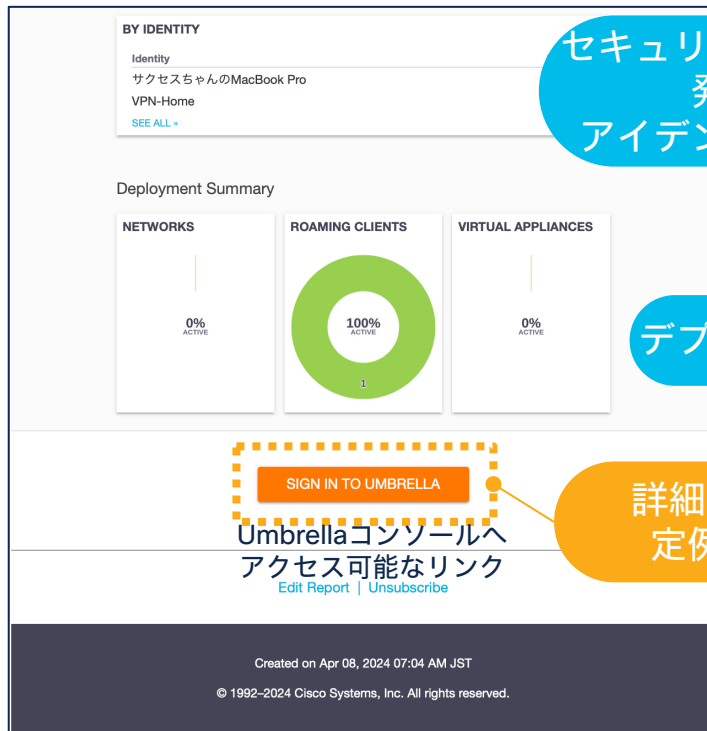 BY IDENTITY
Identity
サクセスちゃんのMacBook Pro
VPN-Home
SEE ALL »
セキュリ
発
アイデン
Deployment Summary
NETWORKS
0%
ACTIVE
ROAMING CLIENTS
100%
ACTIVE
1
VIRTUAL APPLIANCES
0%
ACTIVE
デプ
SIGN IN TO UMBRELLA
詳細
定例
Umbrellaコンソールへ
アクセス可能なリンク
Edit Report | Unsubscribe
Created on Apr 08, 2024 07:04 AM JST
© 1992–2024 Cisco Systems, Inc. All rights reserved.